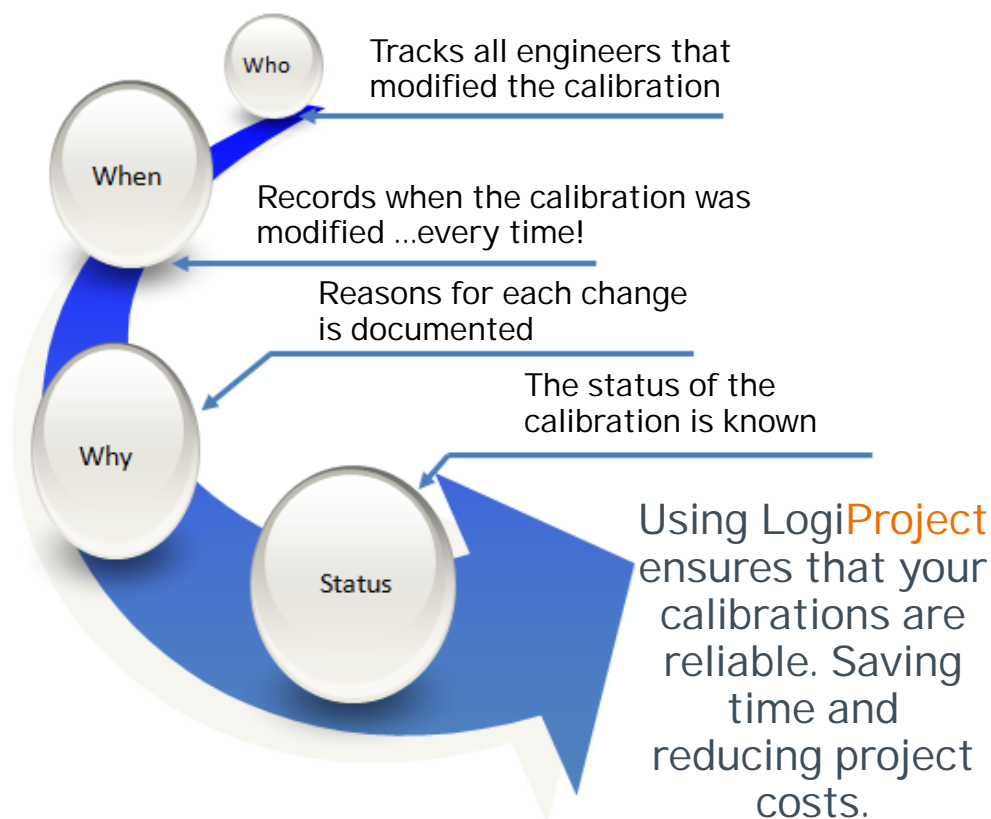 Who
Tracks all engineers that
modified the calibration
When
Records when the calibration was
modified ...every time!
Reasons for each change
is documented
Why
The status of the
calibration is known
Status
Using LogiProject
ensures that your
calibrations are
reliable. Saving
time and
reducing project
costs.